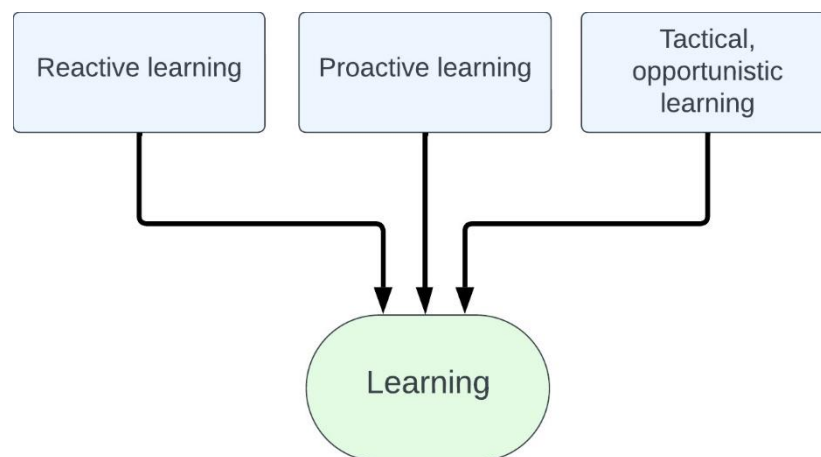 Reactive learning
Proactive learning
Tactical,
opportunistic
learning
Learning